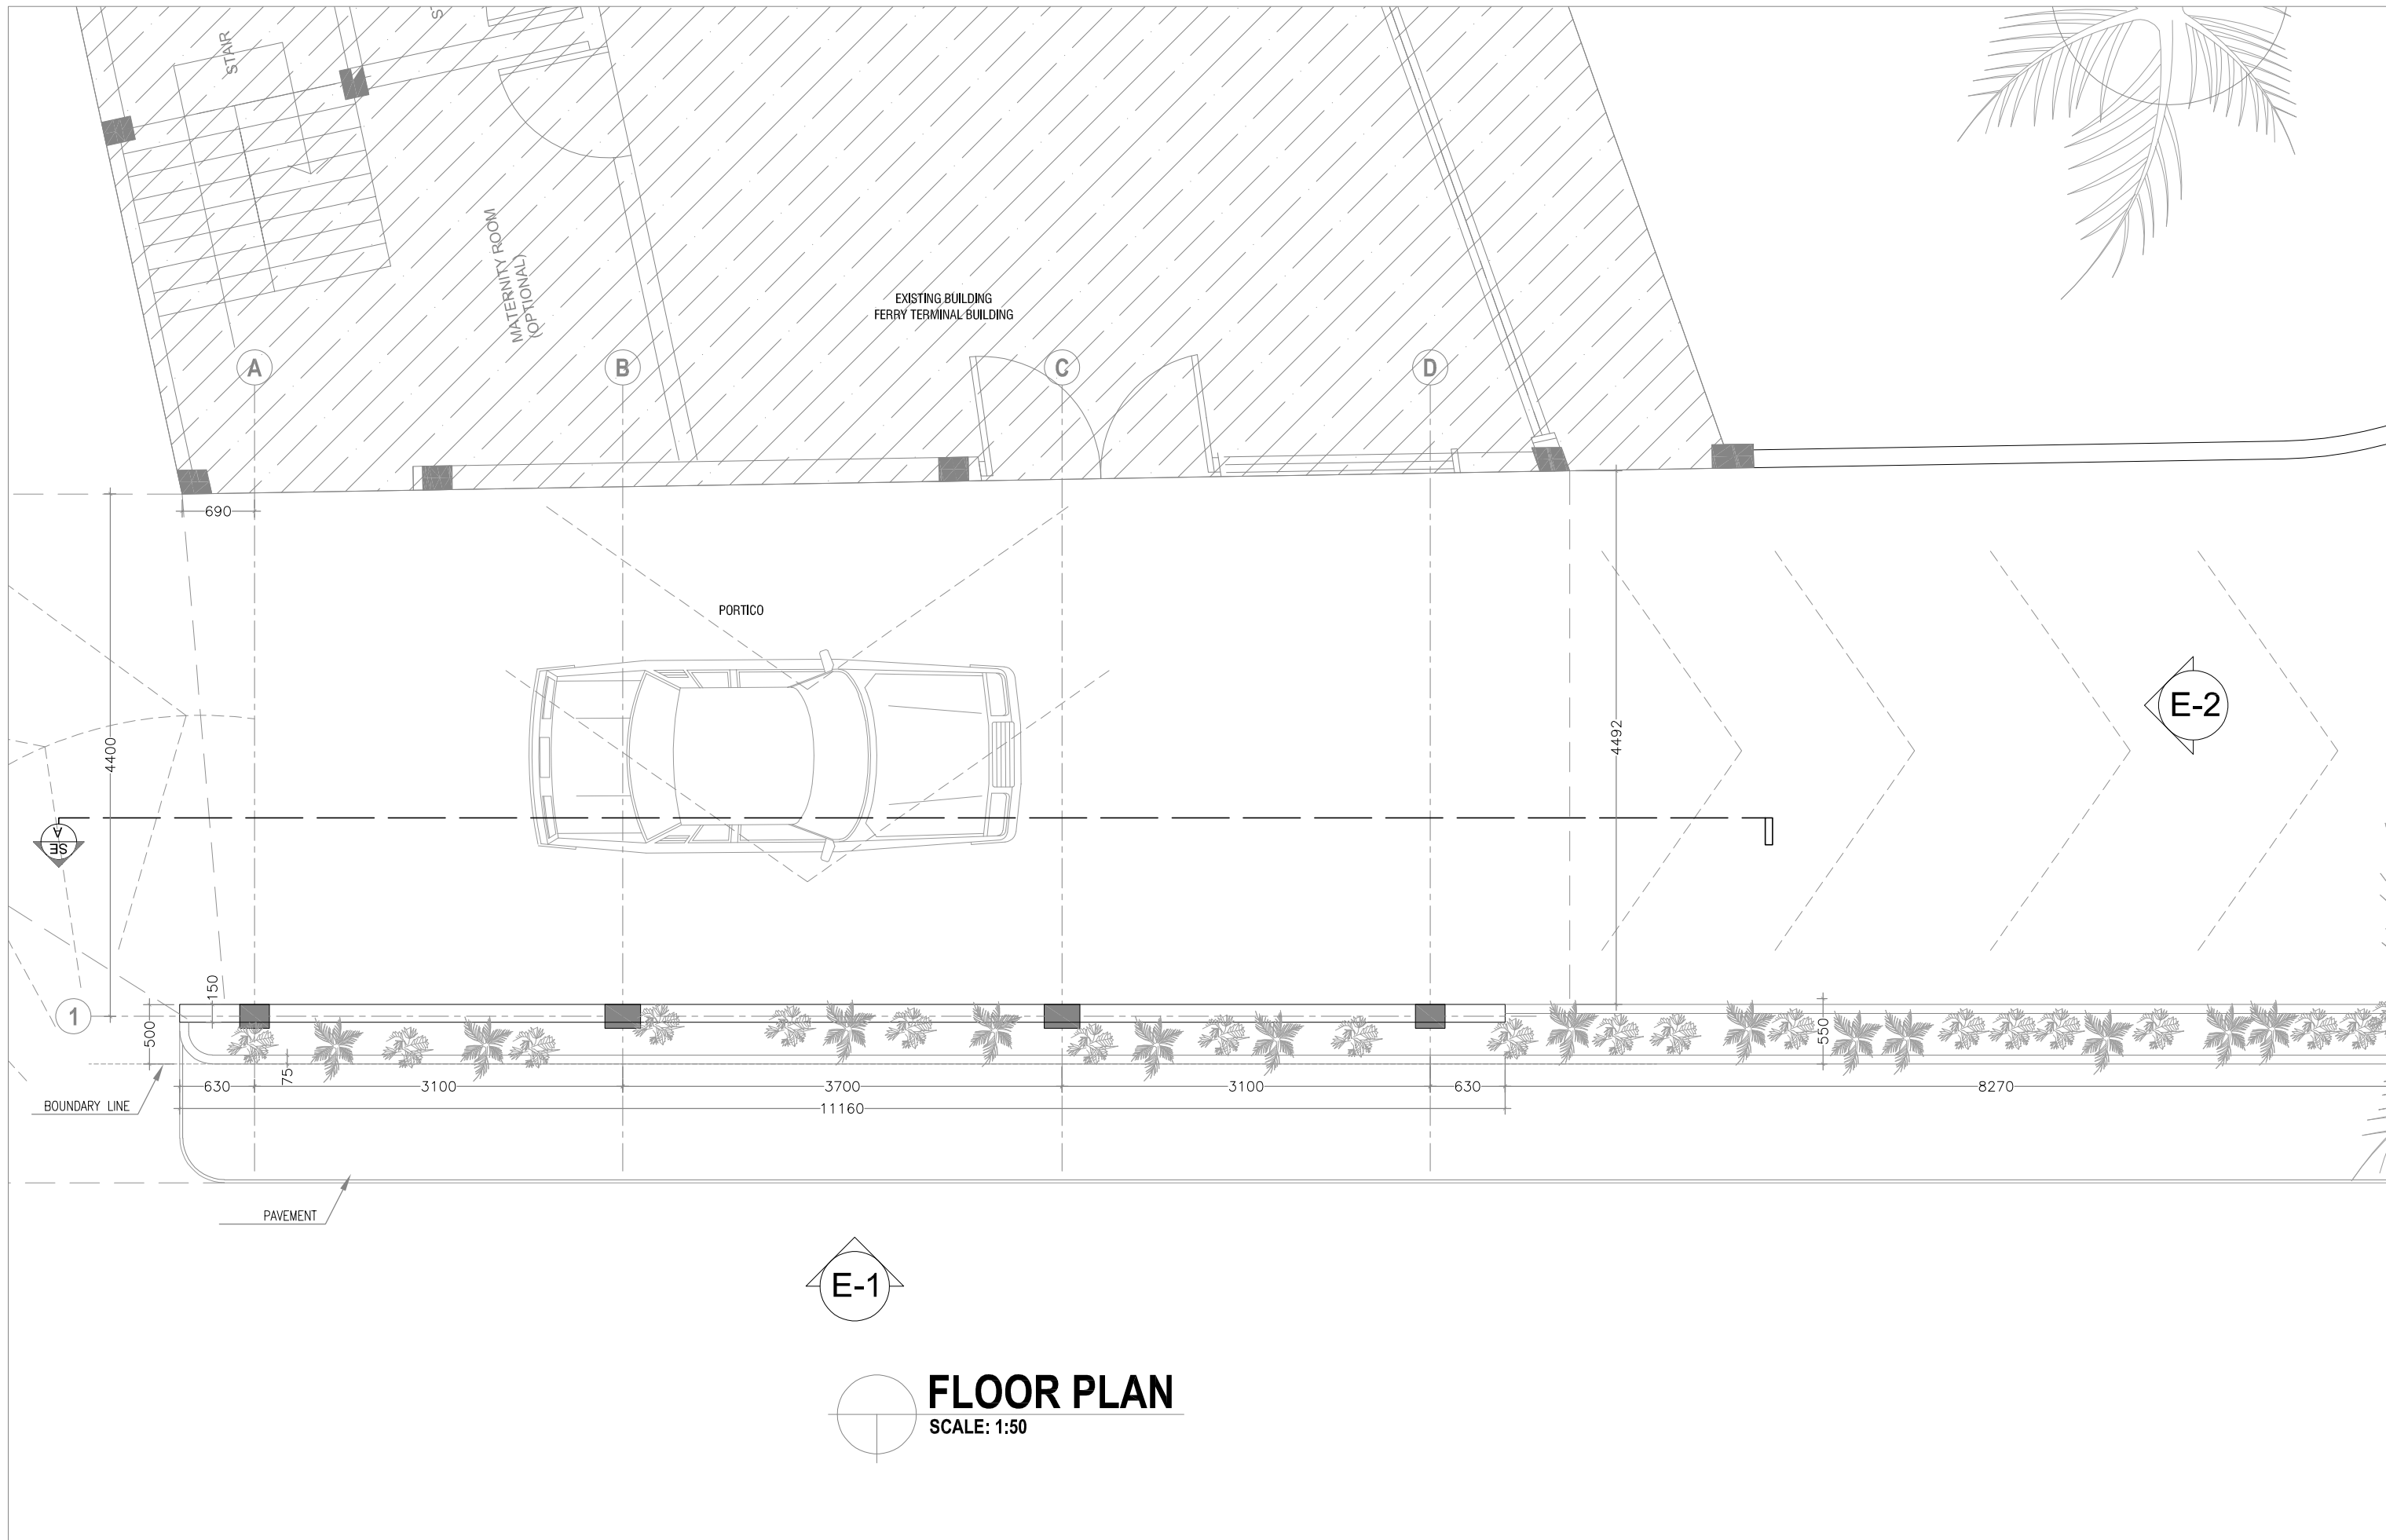 STAIR
S
MATERNITY ROOM
(OPTIONAL)
EXISTING BUILDING
FERRY TERMINAL BUILDING
A
B
C
D
690
PORTICO
E-2
4400
4492
A
SE
1
150
500
550
75
630
3100
3700
3100
630
8270
11160
BOUNDARY LINE
PAVEMENT
E-1
FLOOR PLAN
SCALE: 1:50